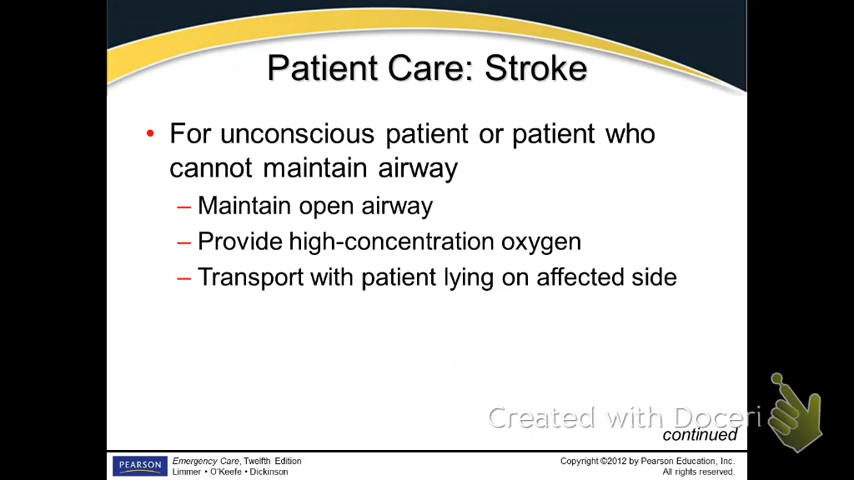 Patient Care: Stroke
• For unconscious patient or patient who
cannot maintain airway
– Maintain open airway
– Provide high-concentration oxygen
– Transport with patient lying on affected side
Created with Doceri
continued
PEARSON
Emergency Care, Twelfth Edition
Limmer • O'Keefe • Dickinson
Copyright ©2012 by Pearson Education, Inc.
All rights reserved.